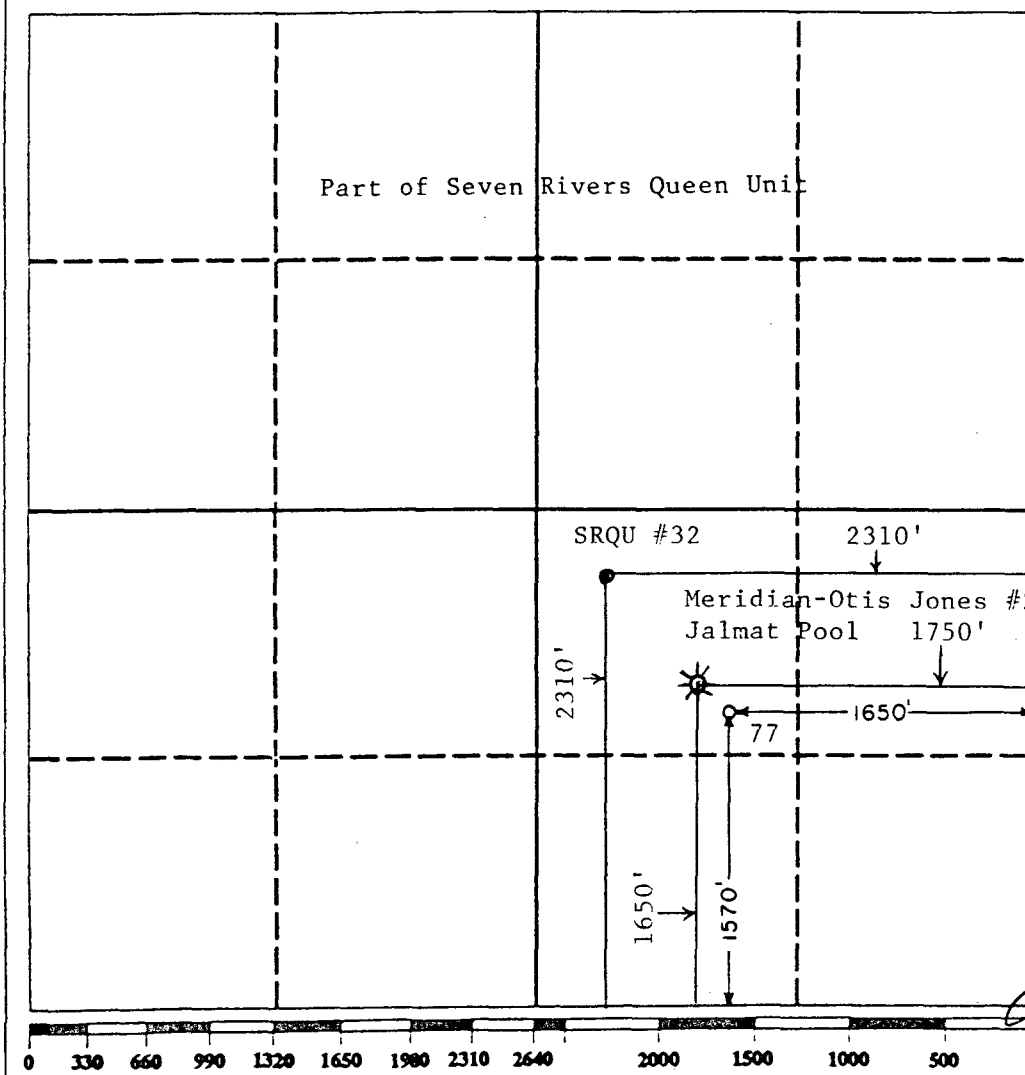 Part of Seven Rivers Queen Unit
SRQU #32 2310'
Meridian-Otis Jones
Jalmat Pool 1750'
2310'
1650'
77
1650'
1570'
0 330 660 990 1320 1650 1980 2310 2640 2000 1500 1000 500